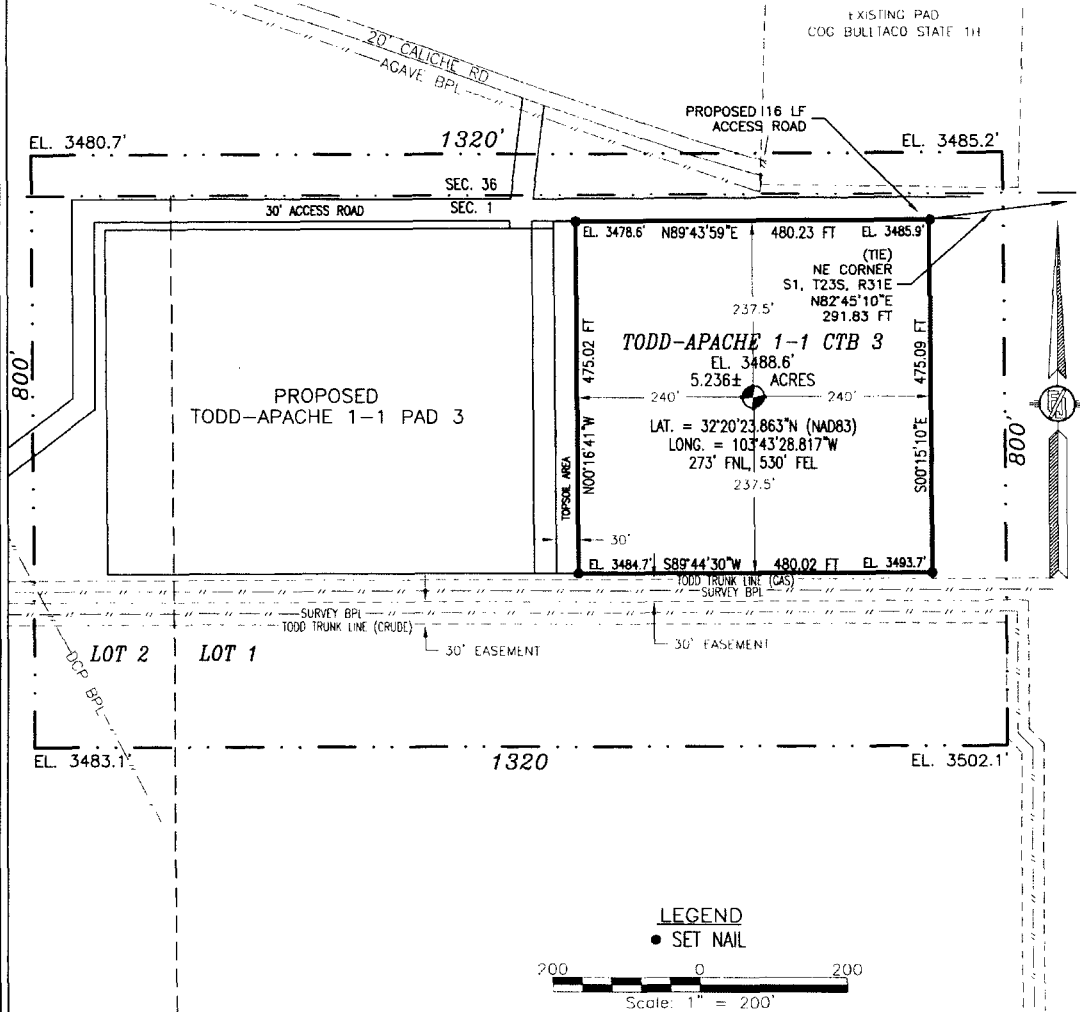 EXISTING PAD
COG BULLTACO STATE 1H
20' CALICHE RD
AGAVE BPL
PROPOSED 16 LF
ACCESS ROAD
EL. 3480.7'
1320'
EL. 3485.2'
SEC. 36
30' ACCESS ROAD
SEC. 1
EL. 3478.6' N89°43'59"E 480.23 FT EL. 3485.9'
(TIE)
NE CORNER
S1, T23S, R31E
N82°45'10"E
291.83 FT
237.5'
TODD-APACHE 1-1 CTB 3
EL. 3488.6'
5.236± ACRES
240' 240'
LAT. = 32°20'23.863"N (NAD83)
LONG. = 103°43'28.817"W
273' FNL, 530' FEL
237.5'
475.02 FT
N00°16'41"W
475.09 FT
S00°15'10"E
800'
800'
PROPOSED
TODD-APACHE 1-1 PAD 3
TOPSOIL AREA
30'
EL. 3484.7' S89°44'30"W 480.02 FT EL. 3493.7'
TODD TRUNK LINE (GAS)
SURVEY BPL
SURVEY BPL
TODD TRUNK LINE (CRUDE)
30' EASEMENT
30' EASEMENT
LOT 2 LOT 1
DCP BPL
EL. 3483.1'
1320
EL. 3502.1'
LEGEND
● SET NAIL
200 0 200
Scale: 1" = 200'